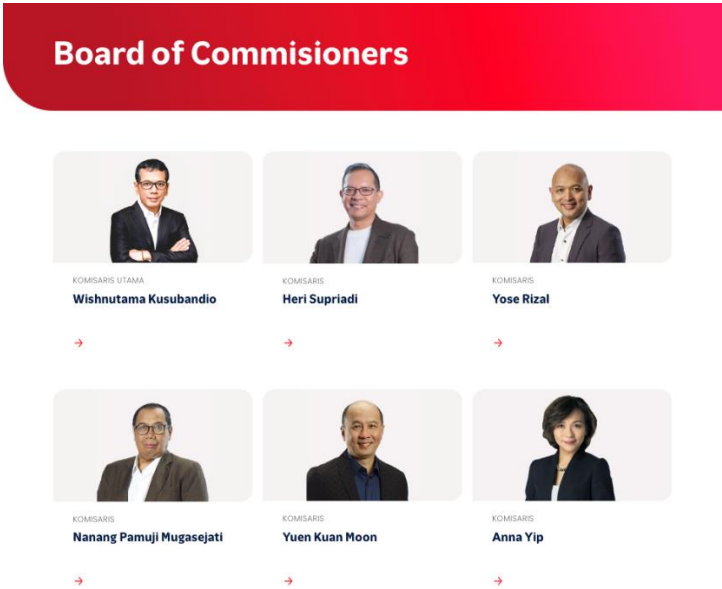 Board of Commisioners
KOMISARIS UTAMA
Wishnutama Kusubandio
KOMISARIS
Heri Supriadi
KOMISARIS
Yose Rizal
KOMISARIS
Nanang Pamuji Mugasejati
KOMISARIS
Yuen Kuan Moon
KOMISARIS
Anna Yip